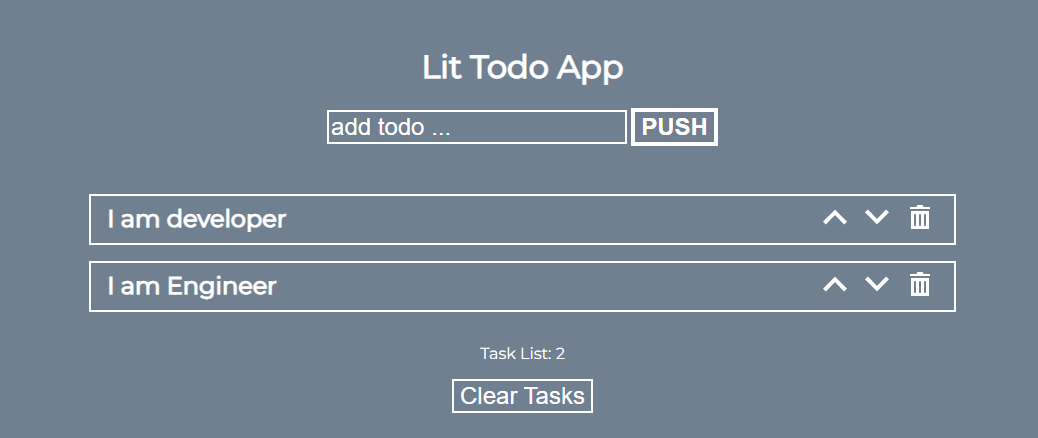 Lit Todo App
add todo ... PUSH
I am developer
I am Engineer
Task List: 2
Clear Tasks